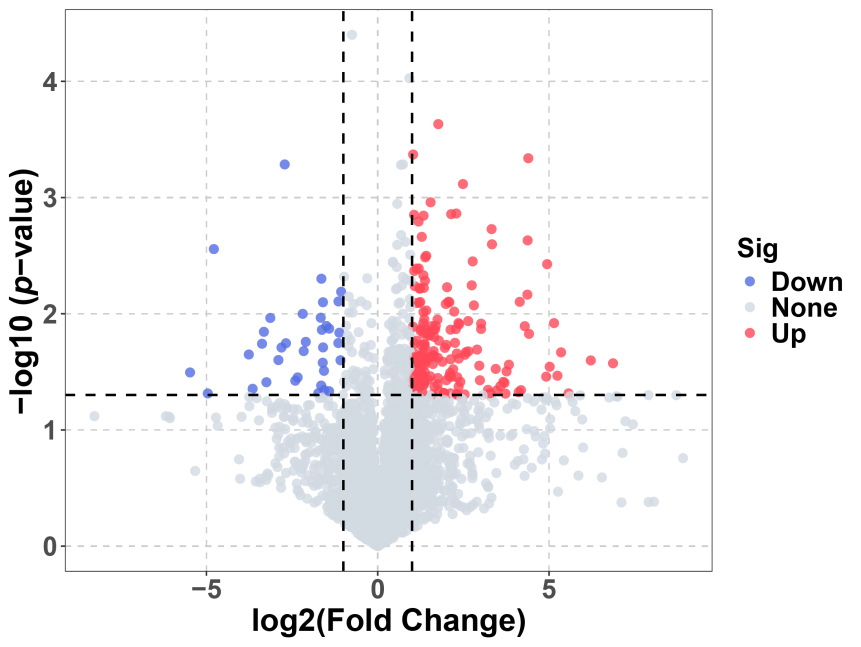 4
3
2
1
0
−log10 (p−value)
−5
0
5
log2(Fold Change)
Sig
Down
None
Up